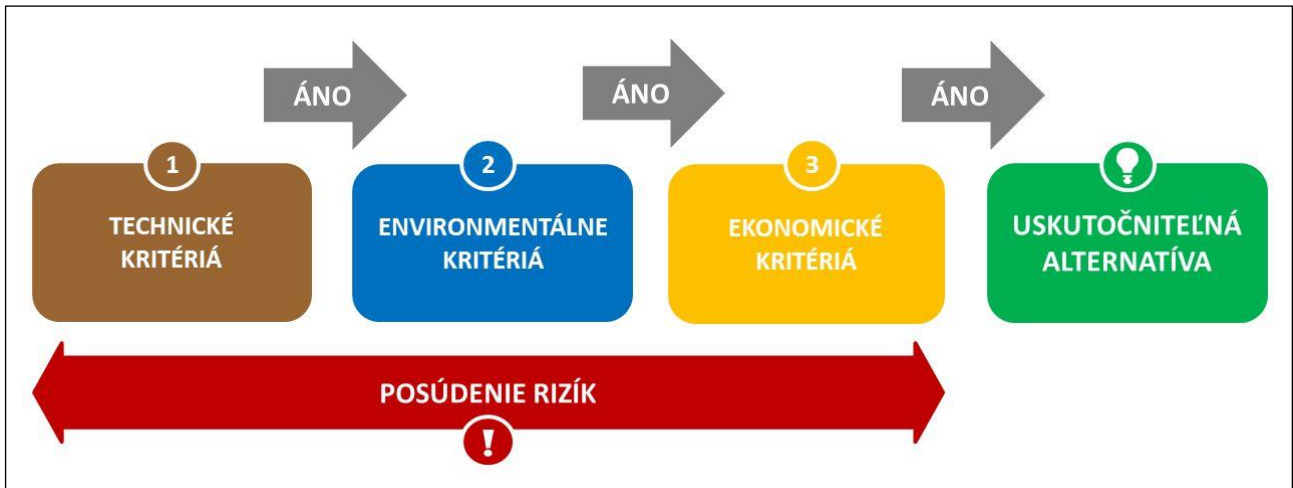 ÁNO
ÁNO
ÁNO
1
TECHNICKÉ
KRITÉRIÁ
2
ENVIRONMENTÁLNE
KRITÉRIÁ
3
EKONOMICKÉ
KRITÉRIÁ
USKUTOČNITEĽNÁ
ALTERNATÍVA
POSÚDENIE RIZÍK
!